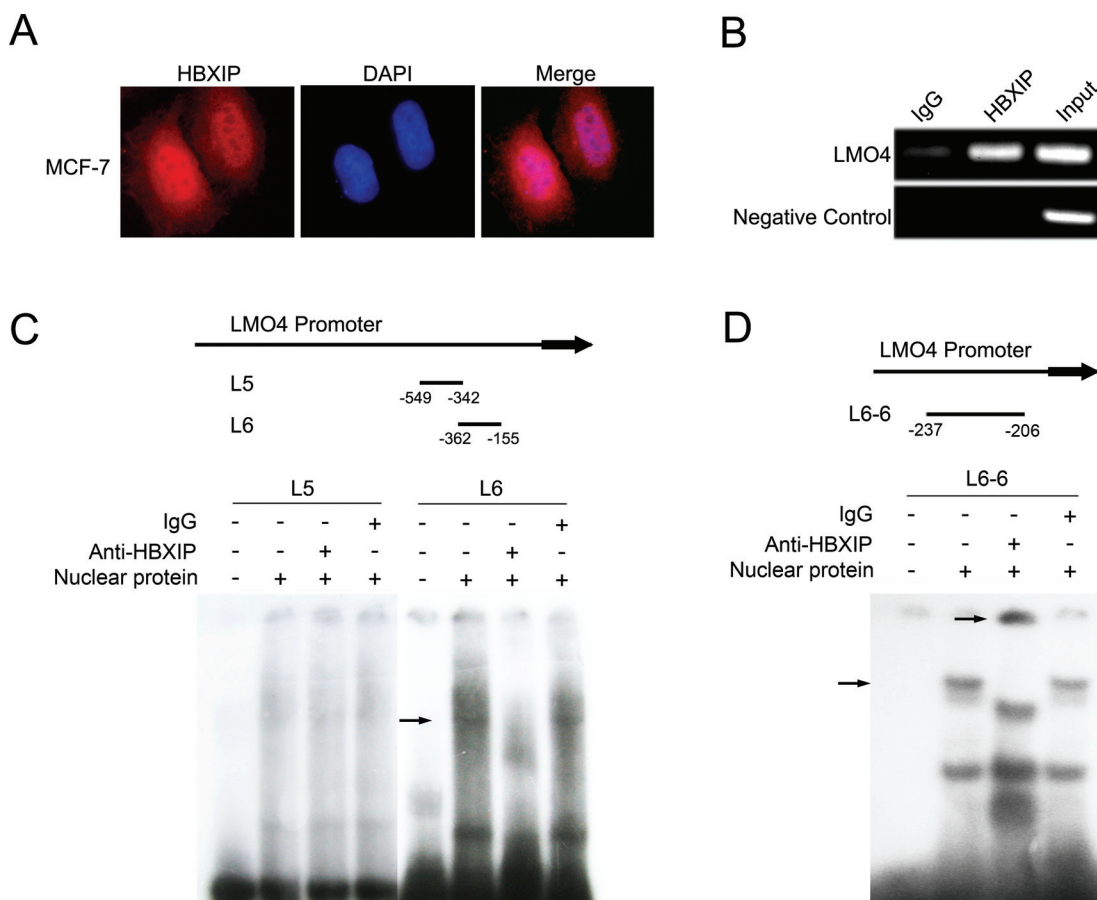 A
HBXIP DAPI Merge
MCF-7
B
IgG HBXIP Input
LMO4
Negative Control
C
LMO4 Promoter
L5
-549 -342
L6
-362 -155
L5 L6
IgG - - - + - - - +
Anti-HBXIP - - + - - - + -
Nuclear protein - + + + - + + +
D
LMO4 Promoter
L6-6
-237 -206
L6-6
IgG - - - +
Anti-HBXIP - - + -
Nuclear protein - + + +